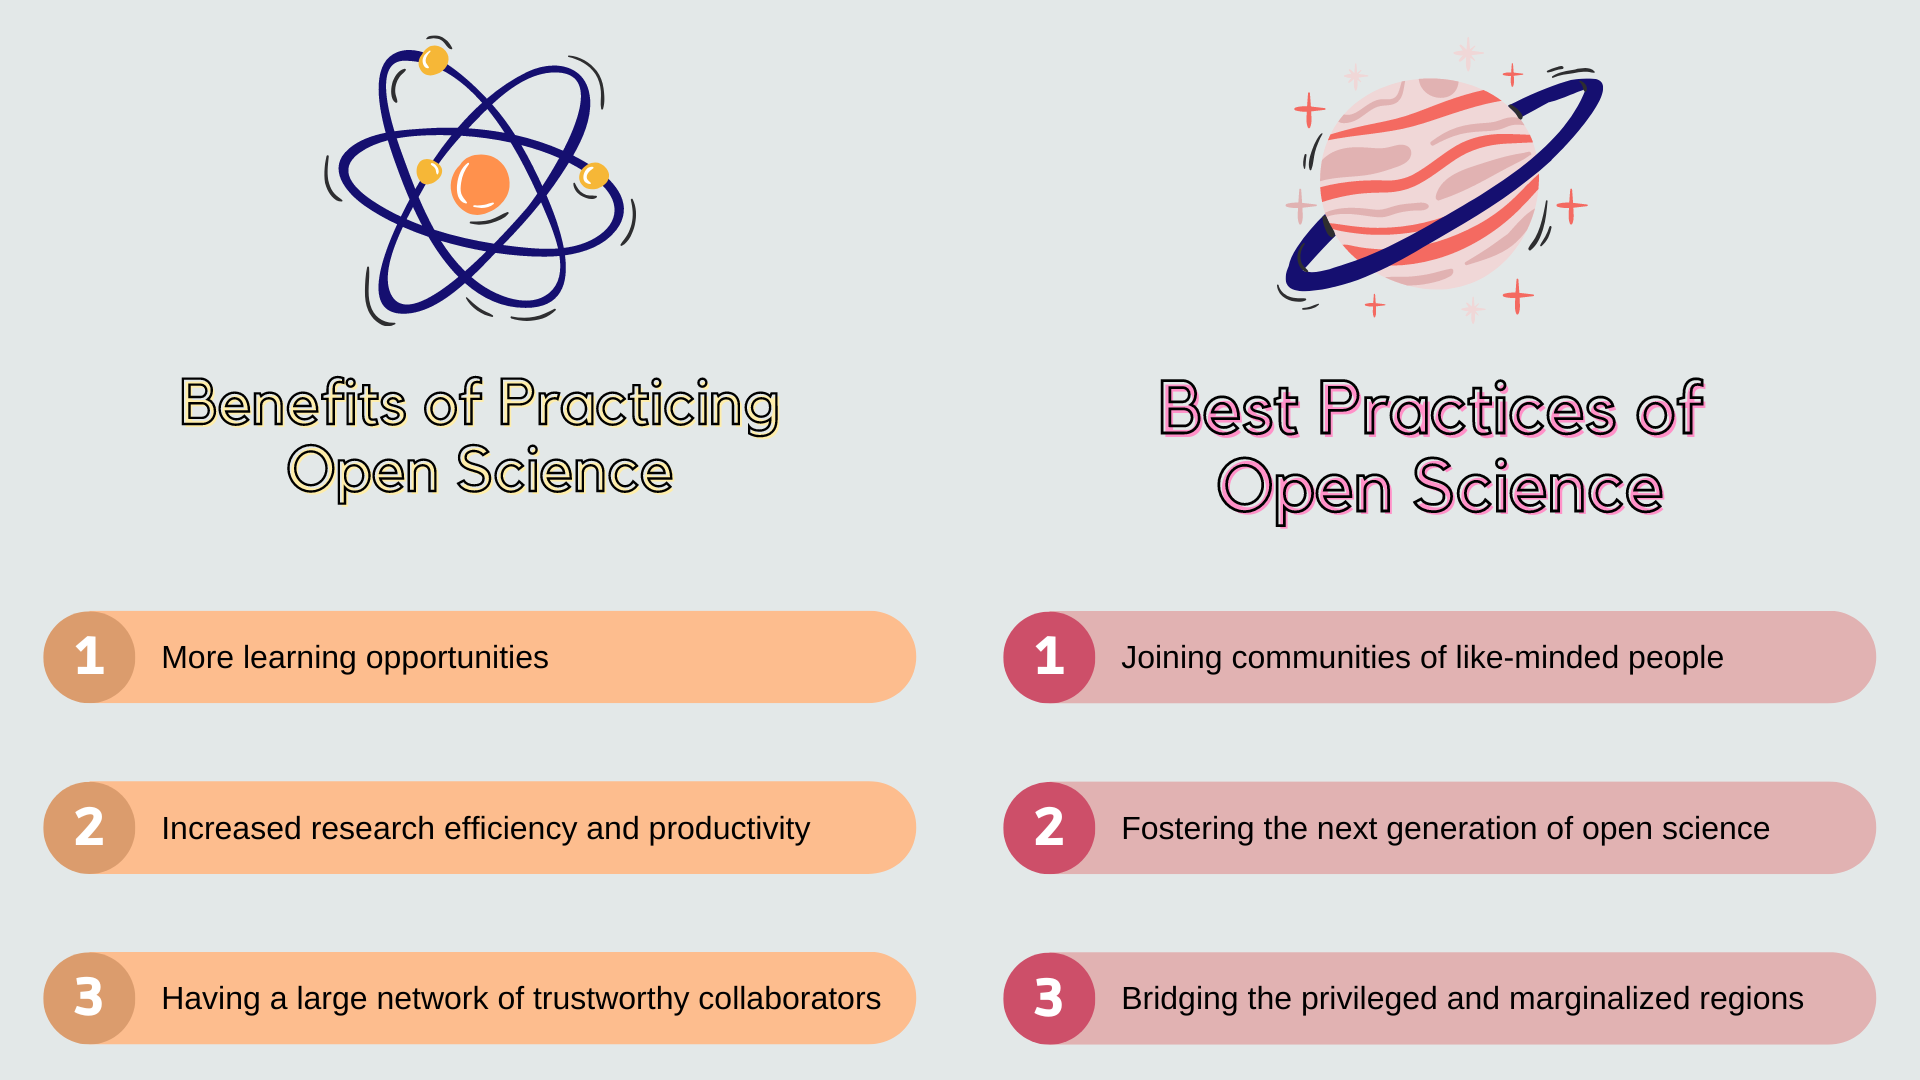 Benefits of Practicing
Open Science
1 More learning opportunities
2 Increased research efficiency and productivity
3 Having a large network of trustworthy collaborators
Best Practices of
Open Science
1 Joining communities of like-minded people
2 Fostering the next generation of open science
3 Bridging the privileged and marginalized regions